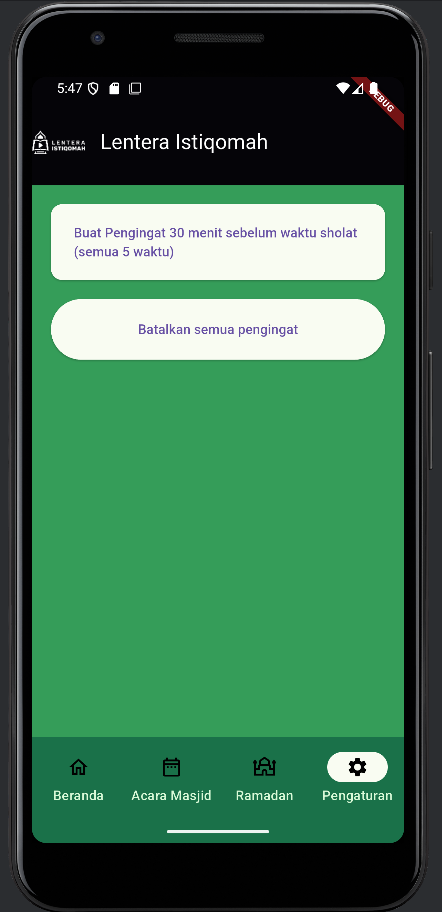 5:47
DEBUG
LENTERA
ISTIQOMAH
Lentera Istiqomah
Buat Pengingat 30 menit sebelum waktu sholat
(semua 5 waktu)
Batalkan semua pengingat
Beranda
Acara Masjid
Ramadan
Pengaturan